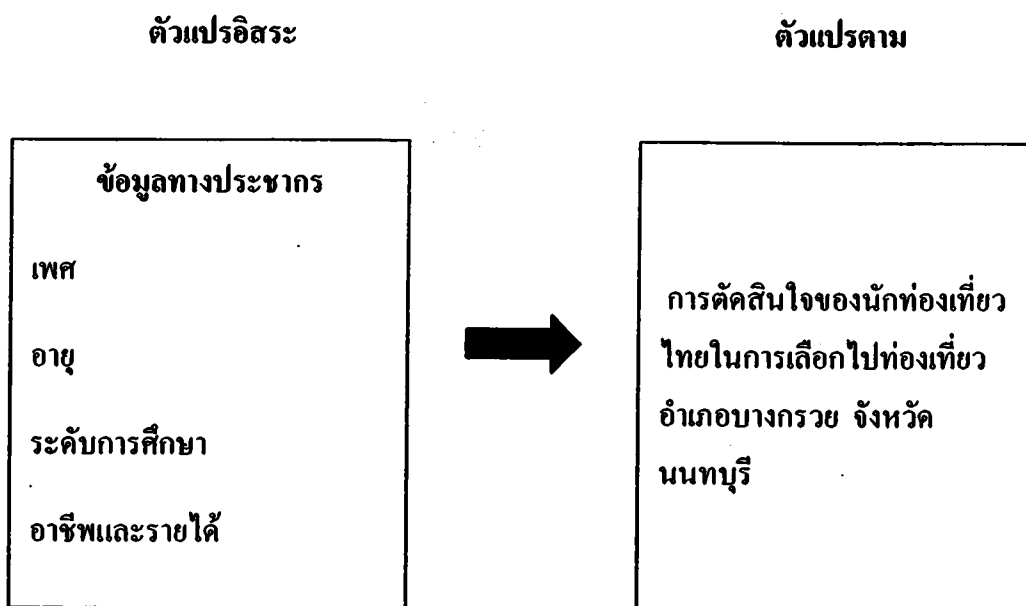 ตัวแปรอิสระ
ตัวแปรตาม
ข้อมูลทางประชากร
เพศ
อายุ
ระดับการศึกษา
อาชีพและรายได้
การตัดสินใจของนักท่องเที่ยว
ไทยในการเลือกไปท่องเที่ยว
อำเภอบางกรวย จังหวัด
นนทบุรี